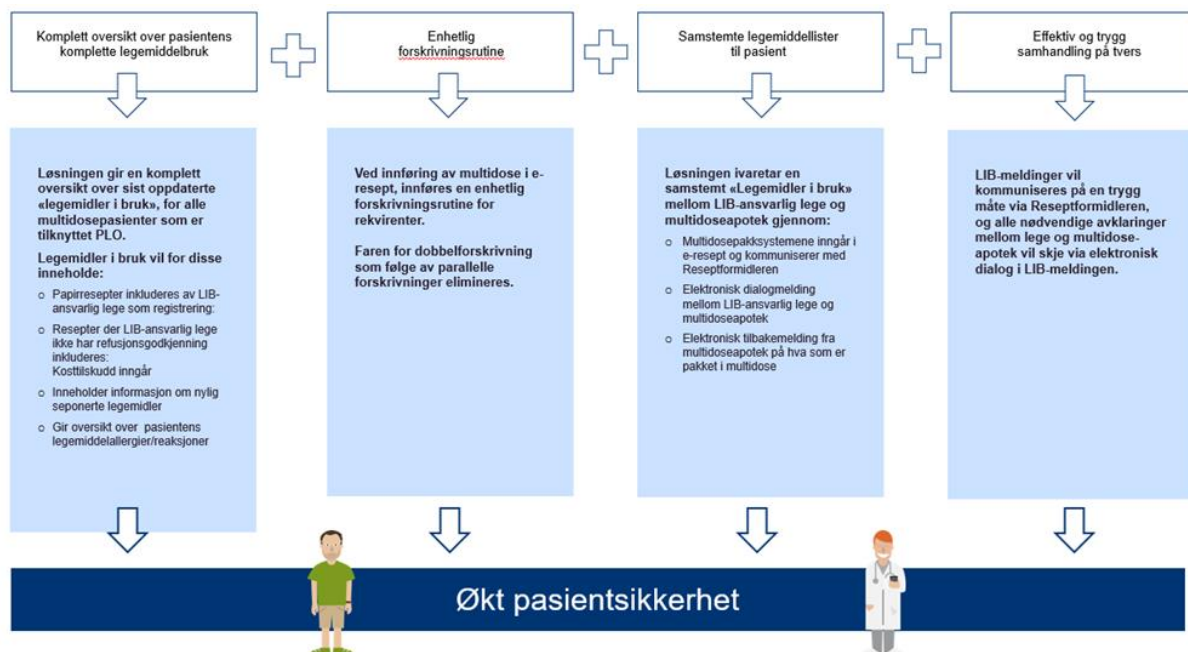 Komplett oversikt over pasientens
komplette legemiddelbruk
Enhetlig
forskrivningsrutine
Samstemte legemiddellister
til pasient
Effektiv og trygg
samhandling på tvers
Løsningen gir en komplett
oversikt over sist oppdaterte
«legemidler i bruk», for alle
multidosepasienter som er
tilknyttet PLO.
Legemidler i bruk vil for disse
inneholde:
o Papirresepter inkluderes av LIB-
ansvarlig lege som registrering:
o Resepter der LIB-ansvarlig lege
ikke har refusjonsgodkjenning
inkluderes:
Kosttilskudd inngår
o Inneholder informasjon om nylig
seponerte legemidler
o Gir oversikt over pasientens
legemiddelallergier/reaksjoner
Ved innføring av multidose i e-
resept, innføres en enhetlig
forskrivningsrutine for
rekvirenter.
Faren for dobbelforskrivning
som følge av parallelle
forskrivninger elimineres.
Løsningen ivaretar en
samstemt «Legemidler i bruk»
mellom LIB-ansvarlig lege og
multidoseapotek gjennom:
o Multidosepakksystemene inngår i
e-resept og kommuniserer med
Reseptformidleren
o Elektronisk dialogmelding
mellom LIB-ansvarlig lege og
multidoseapotek
o Elektronisk tilbakemelding fra
multidoseapotek på hva som er
pakket i multidose
LIB-meldinger vil
kommuniseres på en trygg
måte via Reseptformidleren,
og alle nødvendige avklaringer
mellom lege og multidose-
apotek vil skje via elektronisk
dialog i LIB-meldingen.
Økt pasientsikkerhet